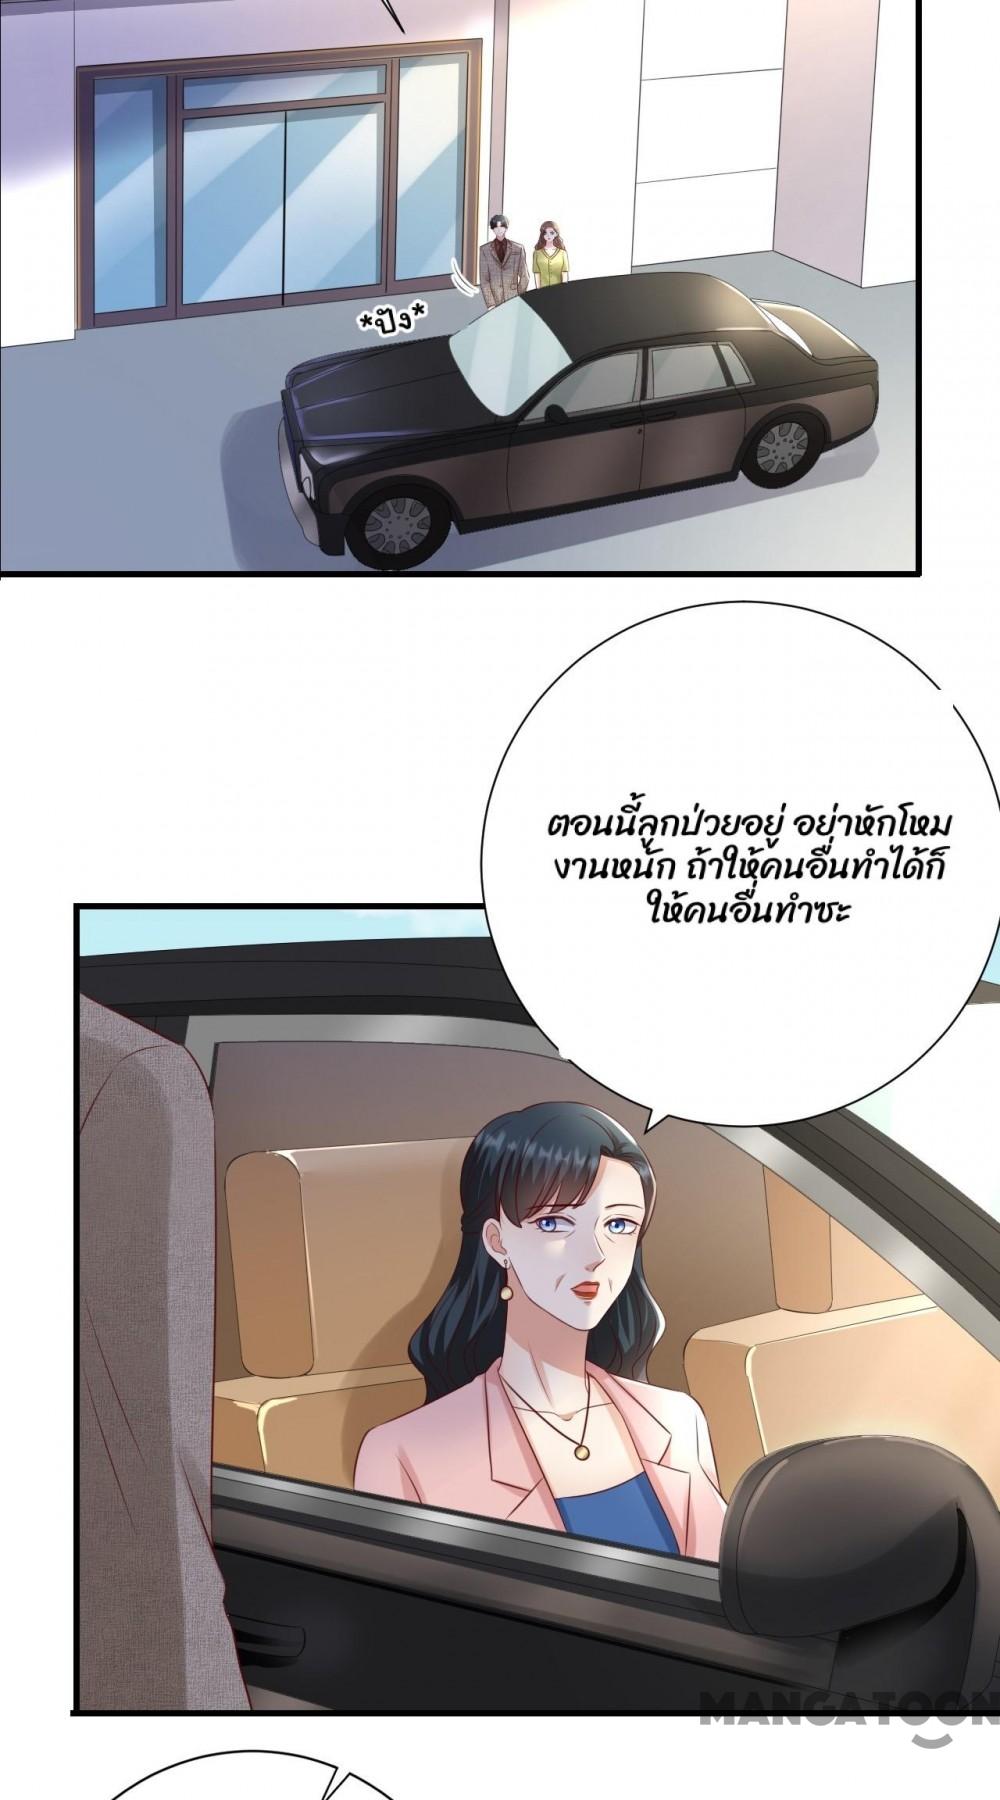 *ปัง*
ตอนนี้ลูกป่วยอยู่ อย่าหักโหม
งานหนัก ถ้าให้คนอื่นทำได้ก็
ให้คนอื่นทำซะ
MANGATOON